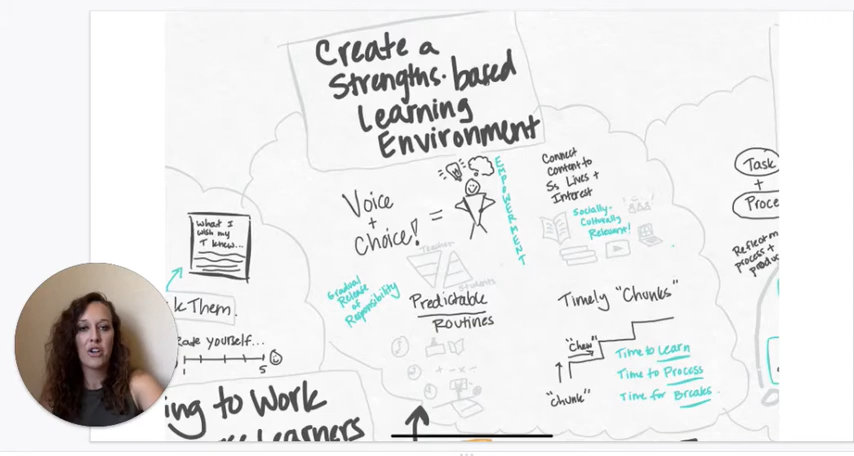 Create a
Strengths-based
Learning
Environment
Voice
+
Choice!
=
EMPOWERMENT
Connect
Content to
Ss Lives +
Interest
Socially-
Culturally
Relevant!
Task
+
Proce
Reflect on
process +
produc
What I
wish my
T knew...
k Them.
ade yourself...
1
5
Gradual
Release
of
Responsibility
Teacher
Students
Predictable
Routines
Timely "Chunks"
"Chew"
"Chunk"
Time to Learn
Time to Process
Time for Breaks
ing to Work
Learners